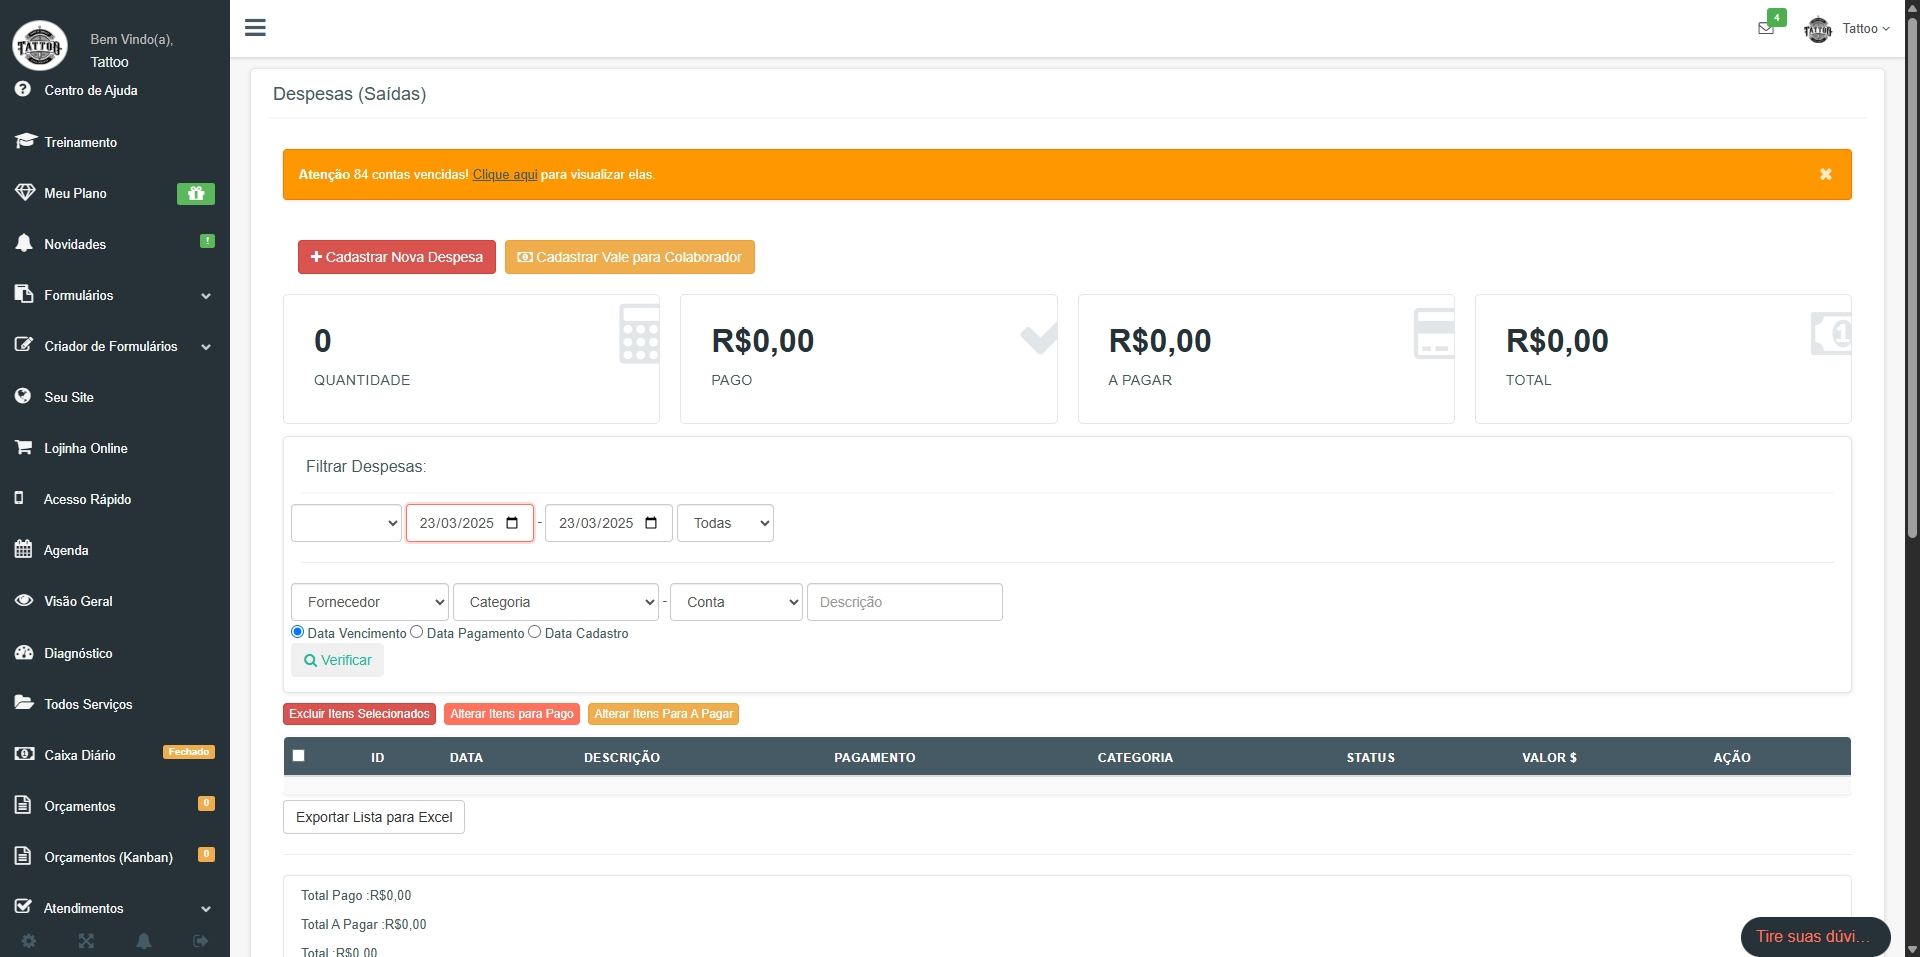 Bem Vindo(a),
Tattoo
Centro de Ajuda
Treinamento
Meu Plano
Novidades
!
Formulários
Criador de Formulários
Seu Site
Lojinha Online
Acesso Rápido
Agenda
Visão Geral
Diagnóstico
Todos Serviços
Caixa Diário
Fechado
Orçamentos
0
Orçamentos (Kanban)
0
Atendimentos
4
Tattoo
Despesas (Saídas)
Atenção 84 contas vencidas! Clique aqui para visualizar elas.
Cadastrar Nova Despesa
Cadastrar Vale para Colaborador
0
QUANTIDADE
R$0,00
PAGO
R$0,00
A PAGAR
R$0,00
TOTAL
Filtrar Despesas:
23/03/2025 - 23/03/2025 Todas
Fornecedor Categoria - Conta Descrição
Data Vencimento Data Pagamento Data Cadastro
Verificar
Excluir Itens Selecionados Alterar Itens para Pago Alterar Itens Para A Pagar
ID DATA DESCRIÇÃO PAGAMENTO CATEGORIA STATUS VALOR $ AÇÃO
Exportar Lista para Excel
Total Pago :R$0,00
Total A Pagar :R$0,00
Total :R$0,00
Tire suas dúvi...